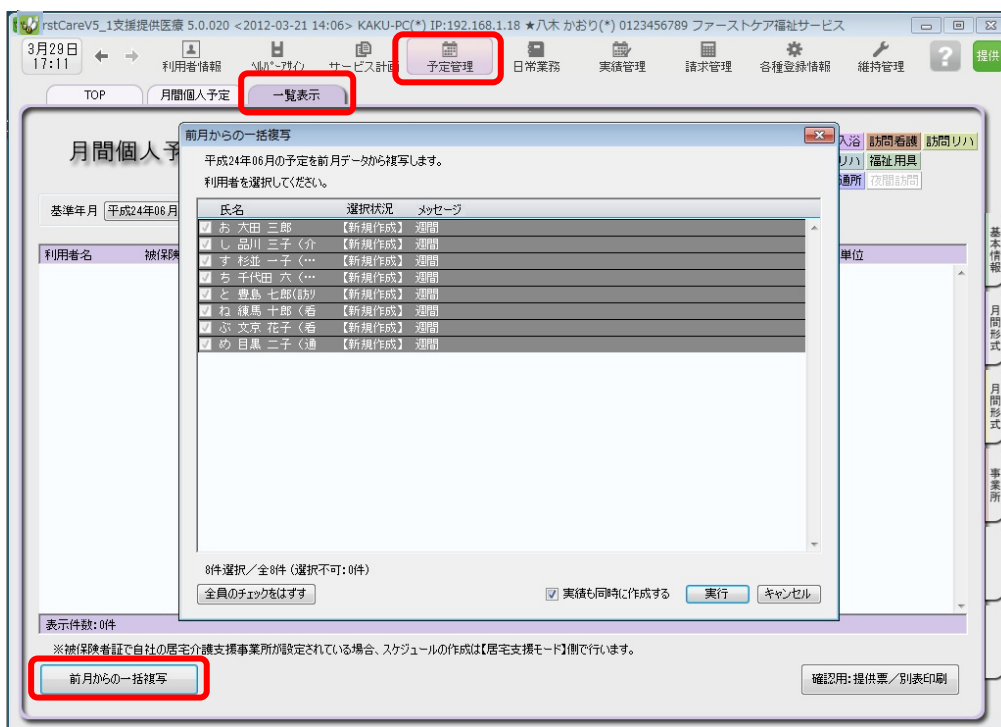 rstCareV5_1支援提供医療 5.0.020 <2012-03-21 14:06> KAKU-PC(*) IP:192.168.1.18 ★八木 かおり(*) 0123456789 ファーストケア福祉サービス
3月29日
17:11
利用者情報 ﾍﾙﾊﾟｰｱｻｲﾝ サービス計画 予定管理 日常業務 実績管理 請求管理 各種登録情報 維持管理 ? 提供
TOP 月間個人予定 一覧表示
月間個人予
入浴 訪問看護 訪問リハ
リハ 福祉用具
通所 夜間訪問
基準年月 平成24年06月
利用者名 被保険 単位
前月からの一括複写
平成24年06月の予定を前月データから複写します。
利用者を選択してください。
氏名 選択状況 メッセージ
お 大田 三郎 【新規作成】 週間
し 品川 三子（介 【新規作成】 週間
す 杉並 一子（… 【新規作成】 週間
ち 千代田 六（… 【新規作成】 週間
と 豊島 七郎(訪リ 【新規作成】 週間
ね 練馬 十郎（看 【新規作成】 週間
ぶ 文京 花子（看 【新規作成】 週間
め 目黒 二子（通 【新規作成】 週間
8件選択／全8件（選択不可:0件）
全員のチェックをはずす 実績も同時に作成する 実行 キャンセル
基本情報
月間形式
月間形式
事業所
表示件数:0件
※被保険者証で自社の居宅介護支援事業所が設定されている場合、スケジュールの作成は【居宅支援モード】側で行います。
前月からの一括複写 確認用:提供票／別表印刷